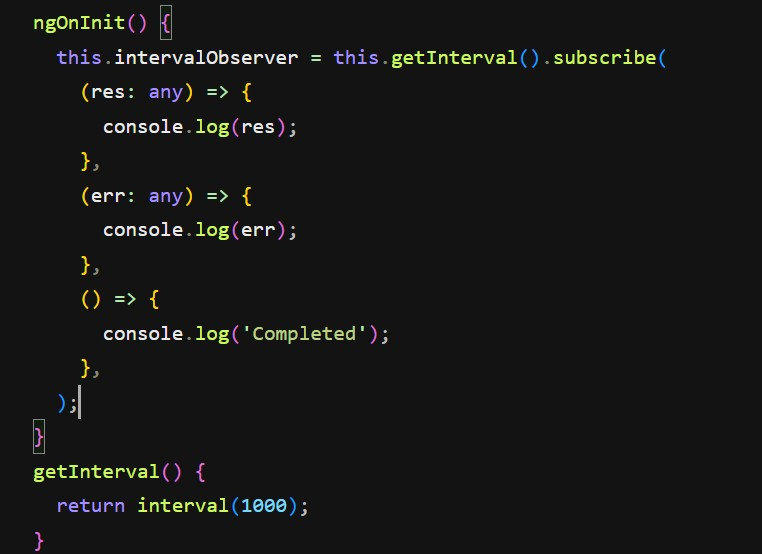 ngOnInit() {
  this.intervalObserver = this.getInterval().subscribe(
    (res: any) => {
      console.log(res);
    },
    (err: any) => {
      console.log(err);
    },
    () => {
      console.log('Completed');
    },
  );
}
getInterval() {
  return interval(1000);
}